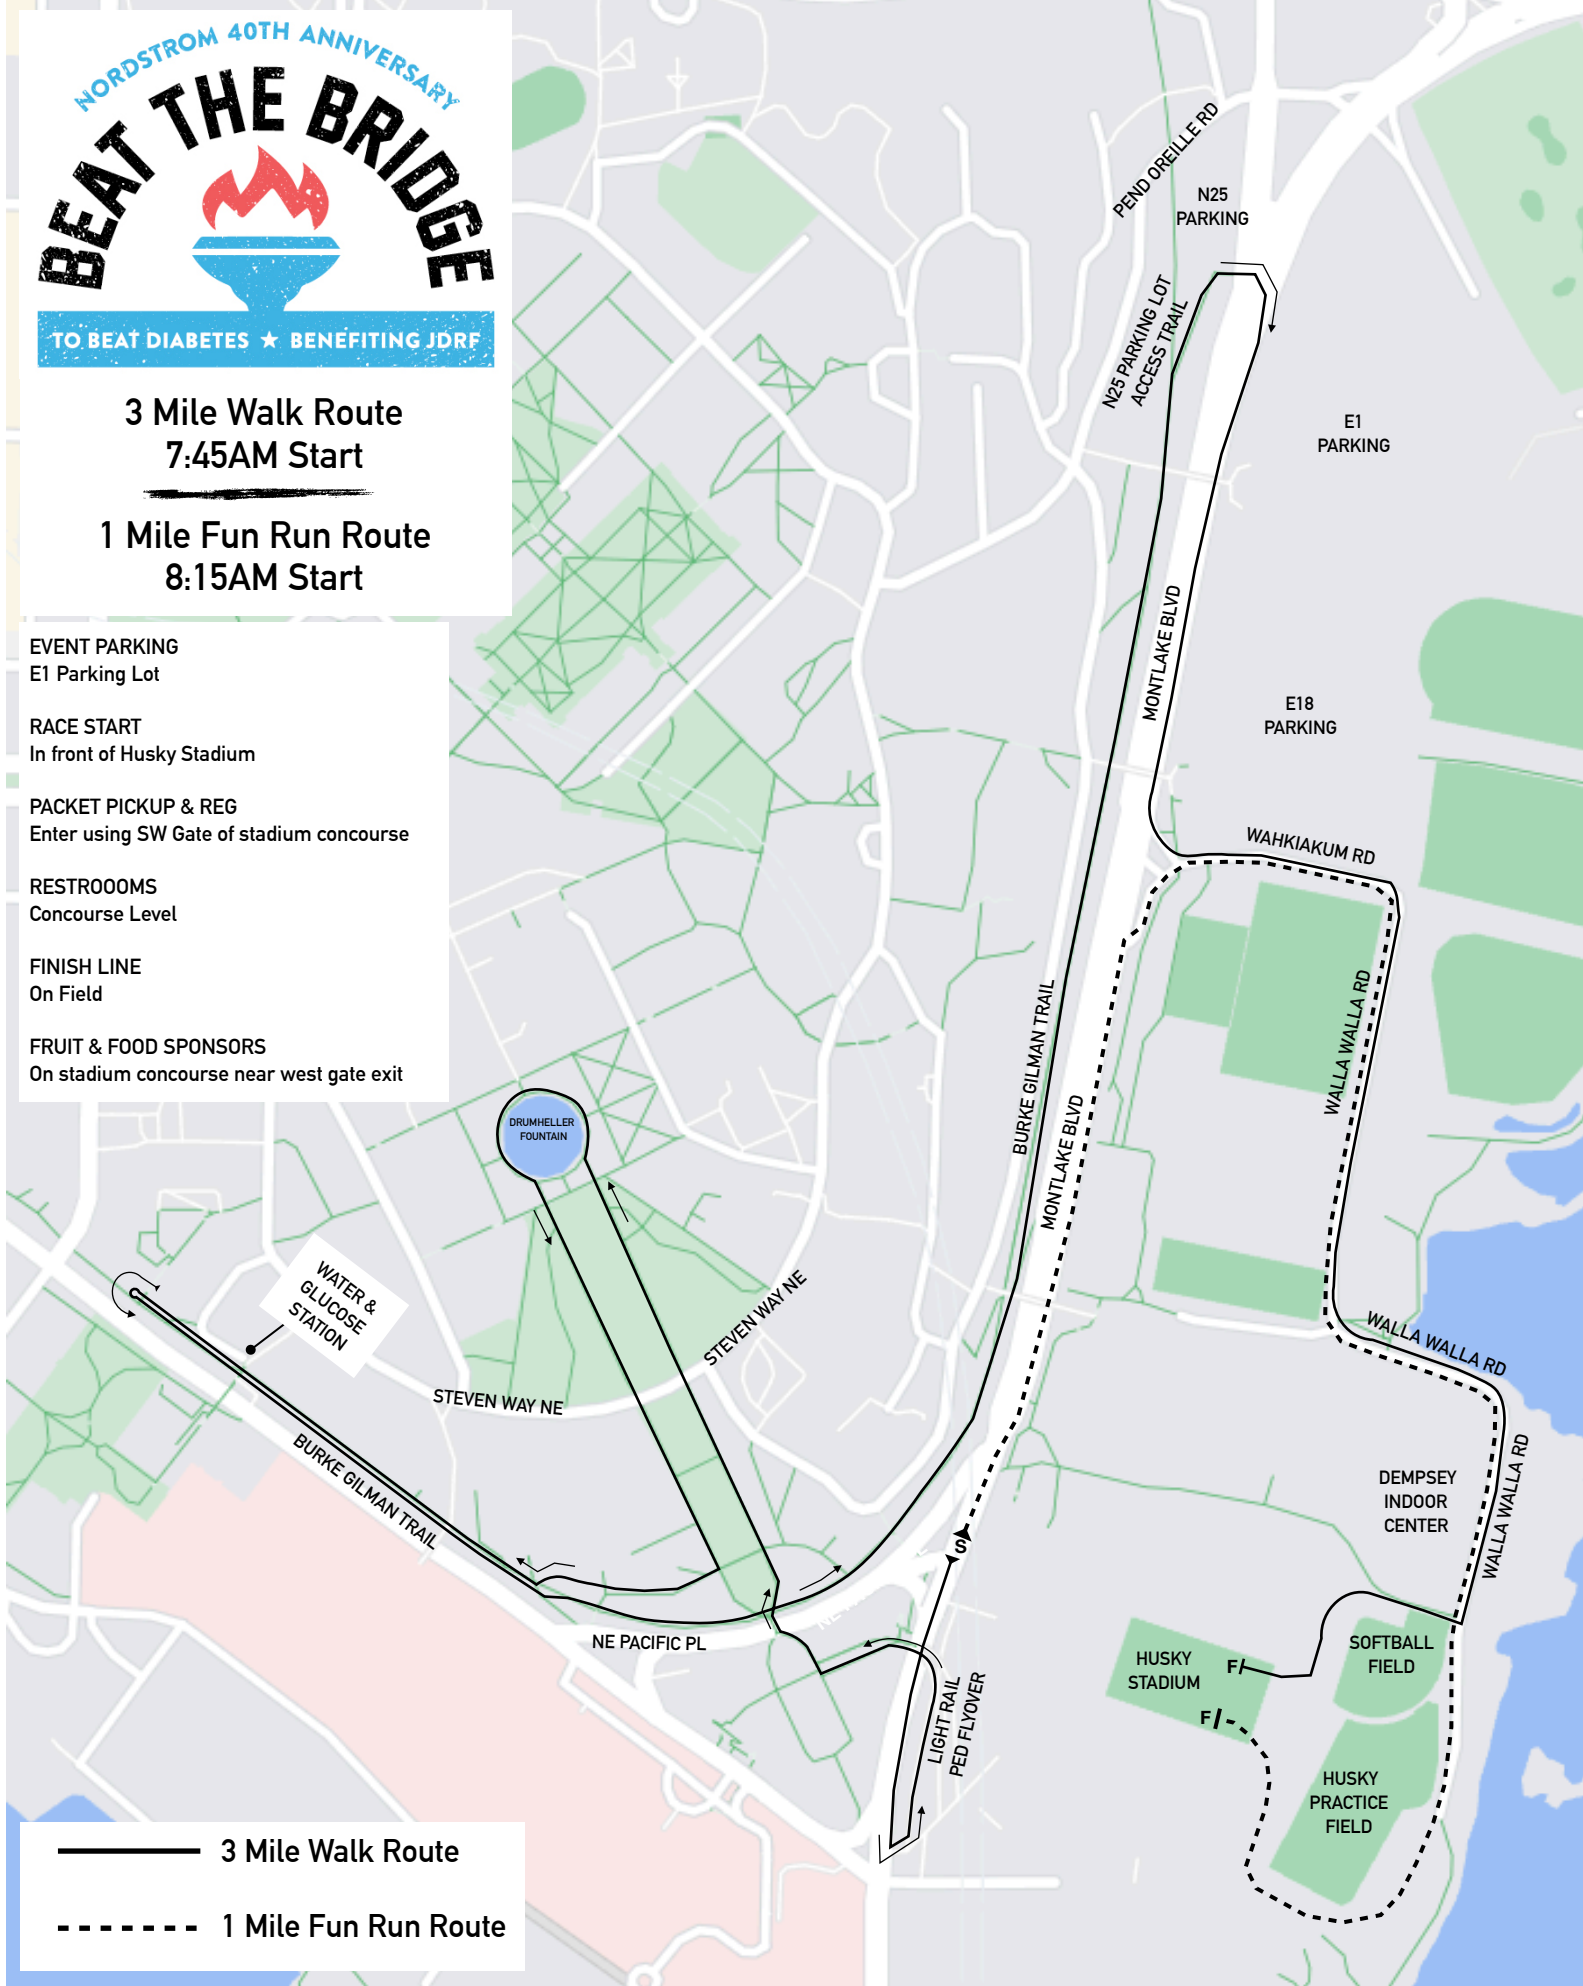 NORDSTROM 40TH ANNIVERSARY
BEAT THE BRIDGE
TO BEAT DIABETES ★ BENEFITING JDRF
3 Mile Walk Route
7:45AM Start
1 Mile Fun Run Route
8:15AM Start
EVENT PARKING
E1 Parking Lot
RACE START
In front of Husky Stadium
PACKET PICKUP & REG
Enter using SW Gate of stadium concourse
RESTROOOMS
Concourse Level
FINISH LINE
On Field
FRUIT & FOOD SPONSORS
On stadium concourse near west gate exit
PEND OREILLE RD
N25
PARKING
N25 PARKING LOT
ACCESS TRAIL
E1
PARKING
MONTLAKE BLVD
E18
PARKING
WAHKIAKUM RD
WALLA WALLA RD
BURKE GILMAN TRAIL
MONTLAKE BLVD
DRUMHELLER
FOUNTAIN
WATER &
GLUCOSE
STATION
STEVEN WAY NE
STEVEN WAY NE
WALLA WALLA RD
BURKE GILMAN TRAIL
DEMPSEY
INDOOR
CENTER
WALLA WALLA RD
S
NE PACIFIC PL
LIGHT RAIL
PED FLYOVER
HUSKY
STADIUM
F
F
SOFTBALL
FIELD
HUSKY
PRACTICE
FIELD
3 Mile Walk Route
1 Mile Fun Run Route